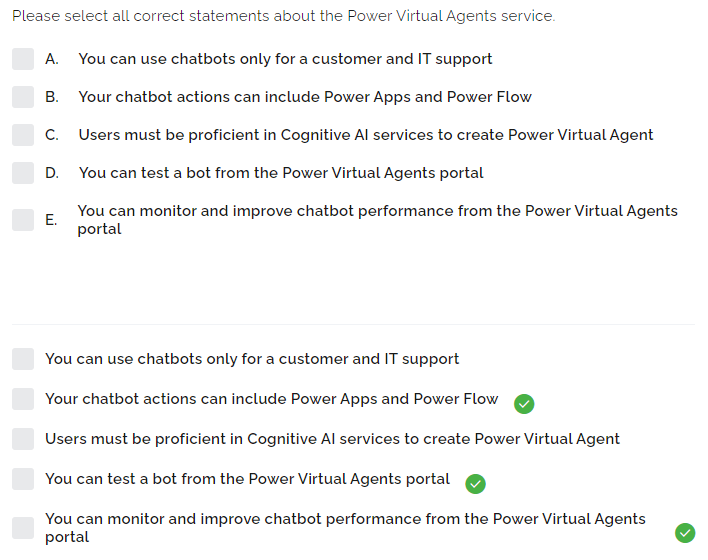 Please select all correct statements about the Power Virtual Agents service.
A. You can use chatbots only for a customer and IT support
B. Your chatbot actions can include Power Apps and Power Flow
C. Users must be proficient in Cognitive AI services to create Power Virtual Agent
D. You can test a bot from the Power Virtual Agents portal
E. You can monitor and improve chatbot performance from the Power Virtual Agents
portal
You can use chatbots only for a customer and IT support
Your chatbot actions can include Power Apps and Power Flow
Users must be proficient in Cognitive AI services to create Power Virtual Agent
You can test a bot from the Power Virtual Agents portal
You can monitor and improve chatbot performance from the Power Virtual Agents
portal